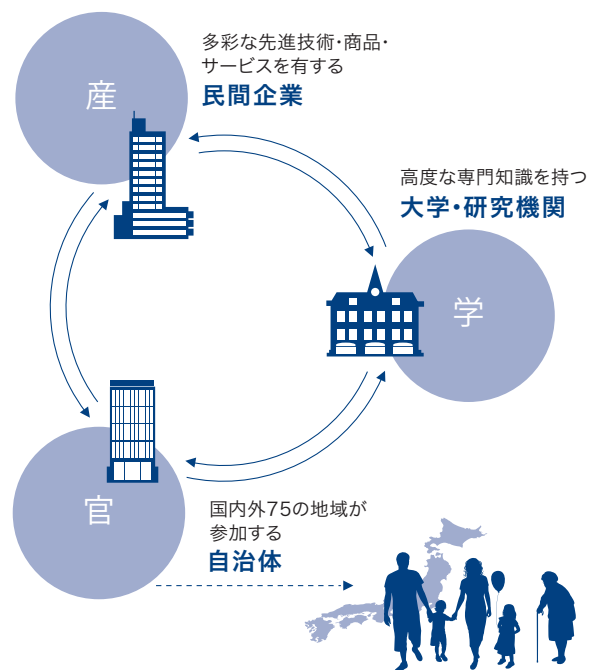 産
多彩な先進技術・商品・
サービスを有する
民間企業
高度な専門知識を持つ
大学・研究機関
学
官
国内外75の地域が
参加する
自治体